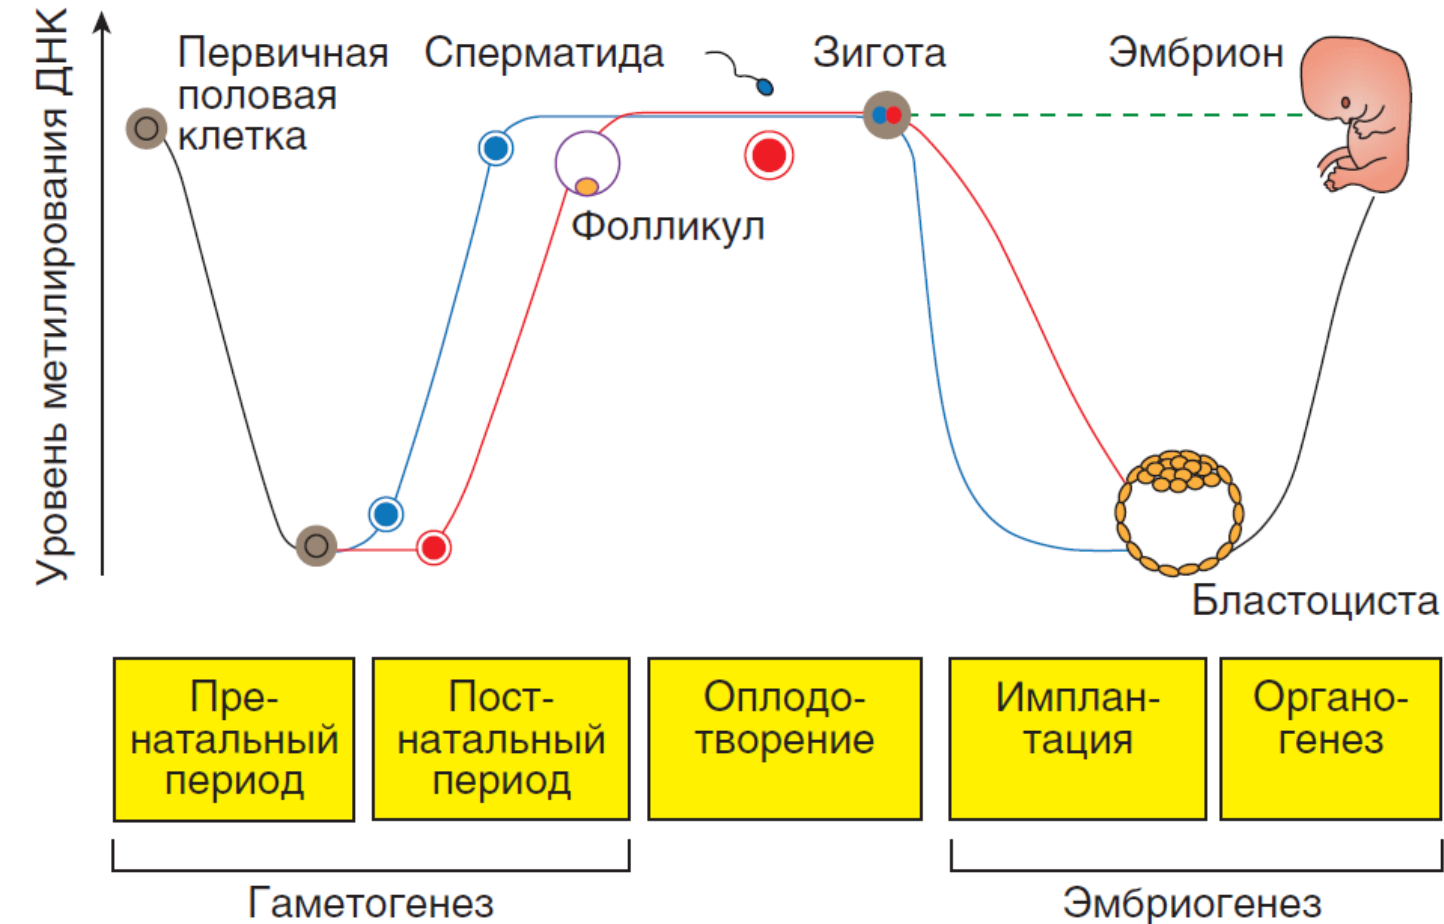 Уровень метилирования ДНК
Первичная
половая
клетка
Сперматида
Зигота
Эмбрион
Фолликул
Бластоциста
Пре-
натальный
период
Пост-
натальный
период
Оплодо-
творение
Имплан-
тация
Органо-
генез
Гаметогенез
Эмбриогенез